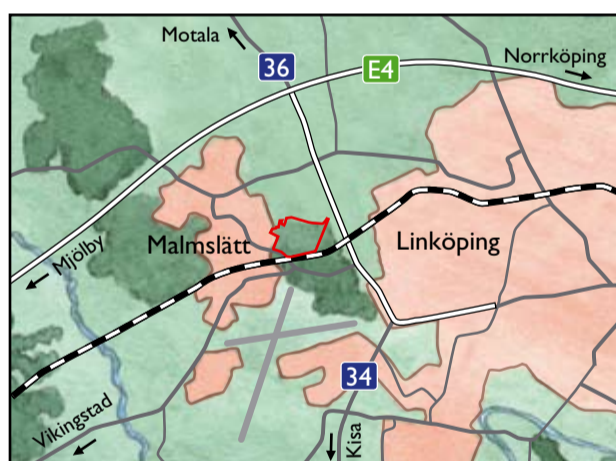 Motala
36
E4
Norrköping
Malmslätt
Linköping
Mjölby
34
Vikingstad
Kisa